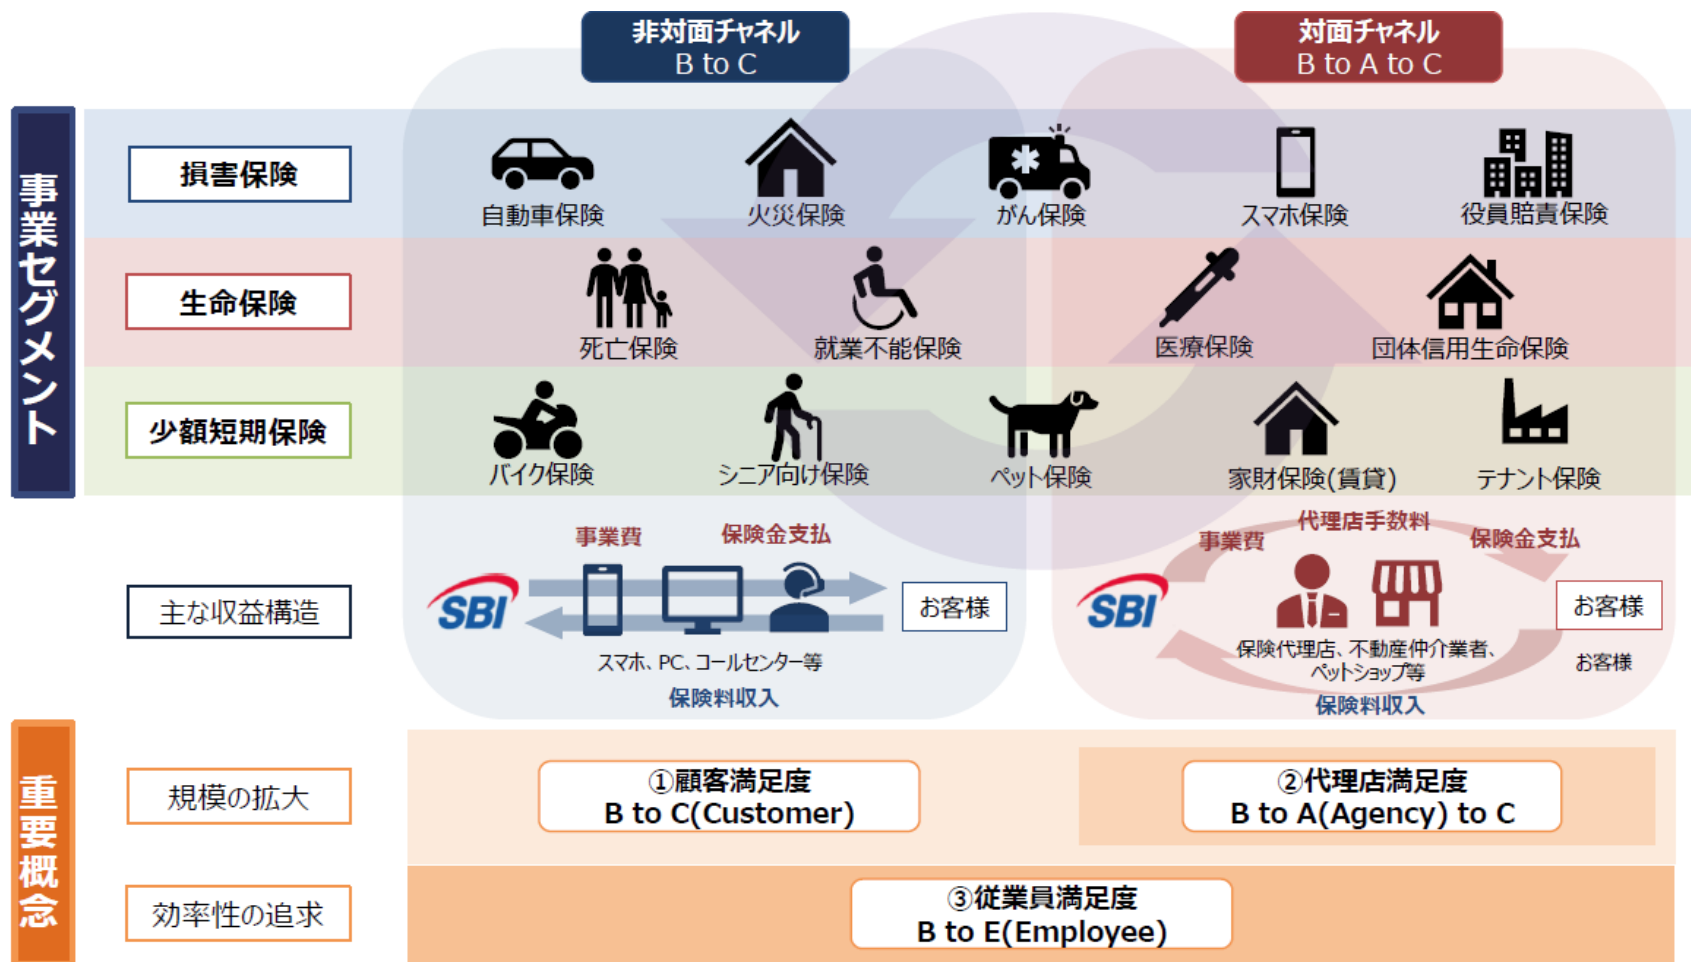 非対面チャネル
B to C
対面チャネル
B to A to C
事業セグメント
損害保険
自動車保険
火災保険
がん保険
スマホ保険
役員賠責保険
生命保険
死亡保険
就業不能保険
医療保険
団体信用生命保険
少額短期保険
バイク保険
シニア向け保険
ペット保険
家財保険(賃貸)
テナント保険
主な収益構造
事業費
保険金支払
SBI
お客様
スマホ、PC、コールセンター等
保険料収入
代理店手数料
事業費
保険金支払
SBI
お客様
保険代理店、不動産仲介業者、
ペットショップ等
お客様
保険料収入
重要概念
規模の拡大
①顧客満足度
B to C(Customer)
②代理店満足度
B to A(Agency) to C
効率性の追求
③従業員満足度
B to E(Employee)